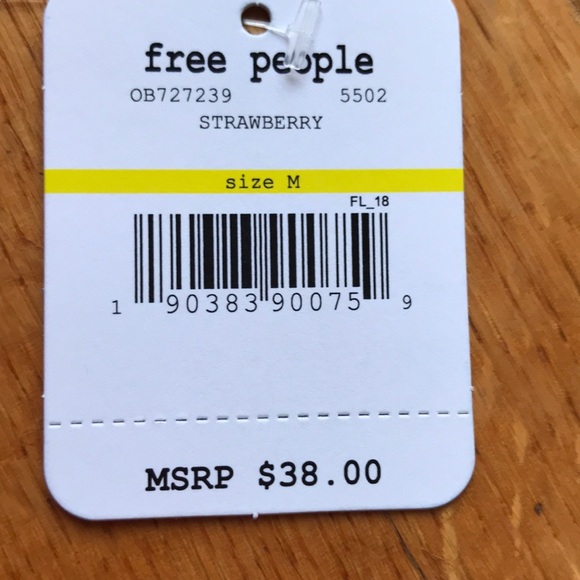 free people
OB727239 5502
STRAWBERRY
size M
FL_18
1 90383 90075 9
MSRP $38.00